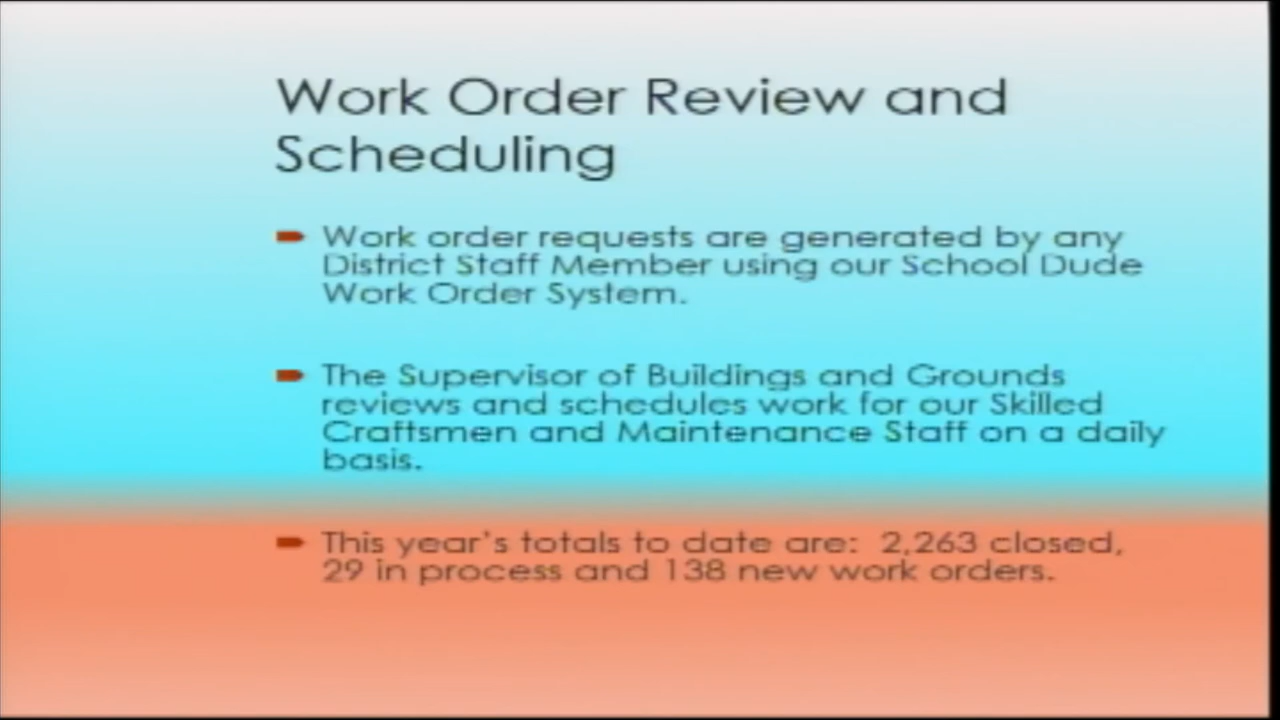 Work Order Review and
Scheduling
Work order requests are generated by any
District Staff Member using our School Dude
Work Order System.
The Supervisor of Buildings and Grounds
reviews and schedules work for our Skilled
Craftsmen and Maintenance Staff on a daily
basis.
This year's totals to date are:  2,263 closed,
29 in process and 138 new work orders.